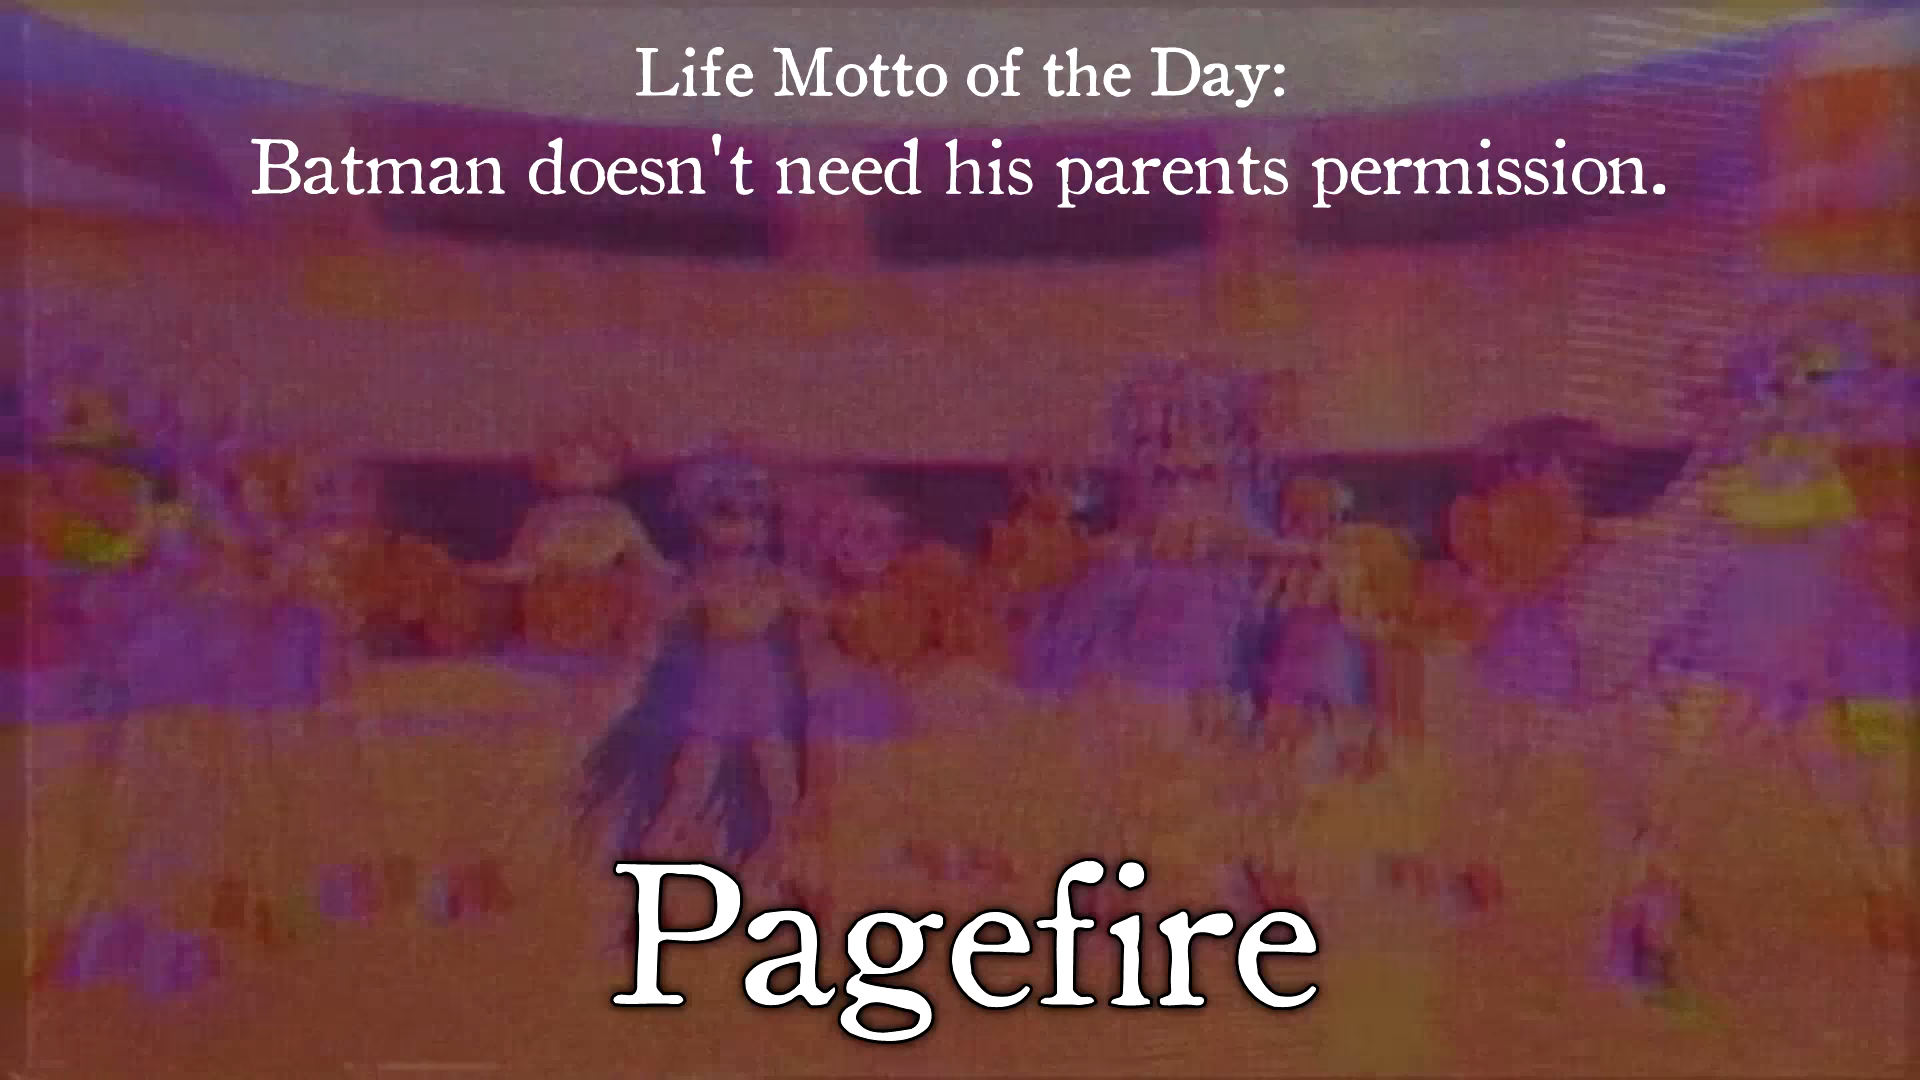 Life Motto of the Day:
Batman doesn't need his parents permission.
Pagefire